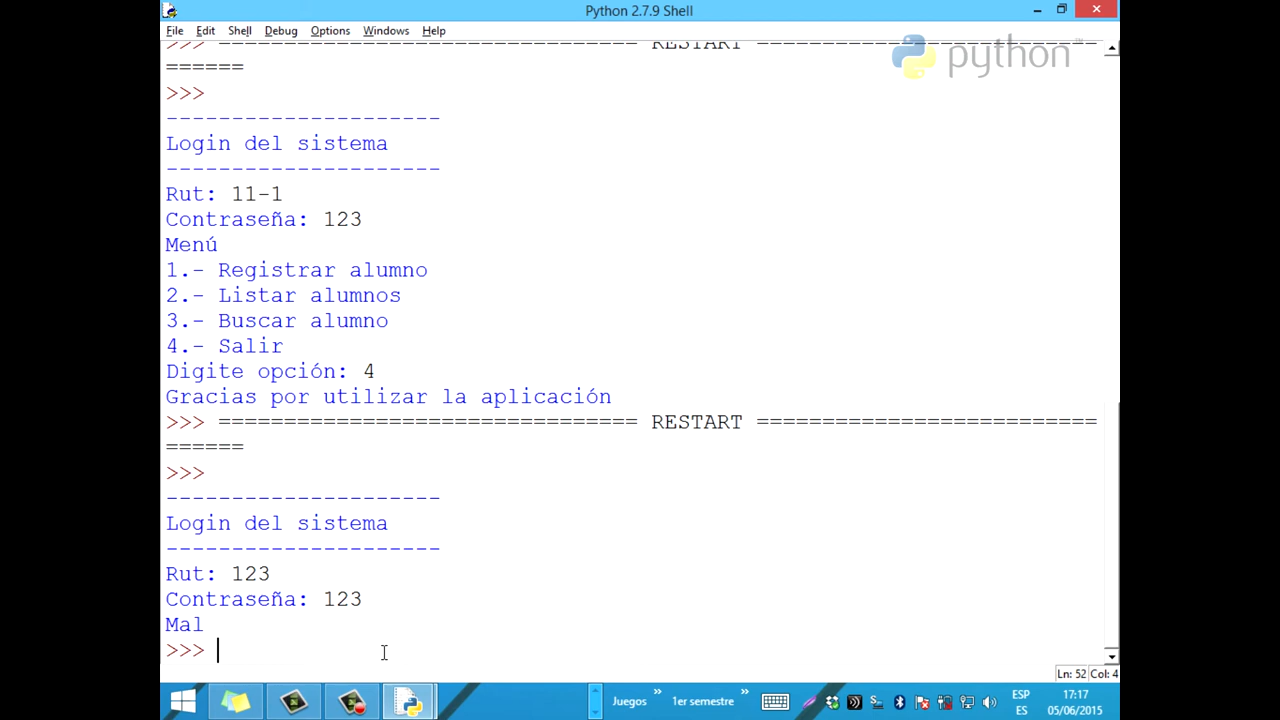 Python 2.7.9 Shell
File Edit Shell Debug Options Windows Help
python
>>> ================================ RESTART ==========================
======
>>>
---------------------
Login del sistema
---------------------
Rut: 11-1
Contraseña: 123
Menú
1.- Registrar alumno
2.- Listar alumnos
3.- Buscar alumno
4.- Salir
Digite opción: 4
Gracias por utilizar la aplicación
>>> ================================ RESTART ==========================
======
>>>
---------------------
Login del sistema
---------------------
Rut: 123
Contraseña: 123
Mal
>>>
Ln: 52 Col: 4
Juegos » 1er semestre » ESP 17:17
ES 05/06/2015